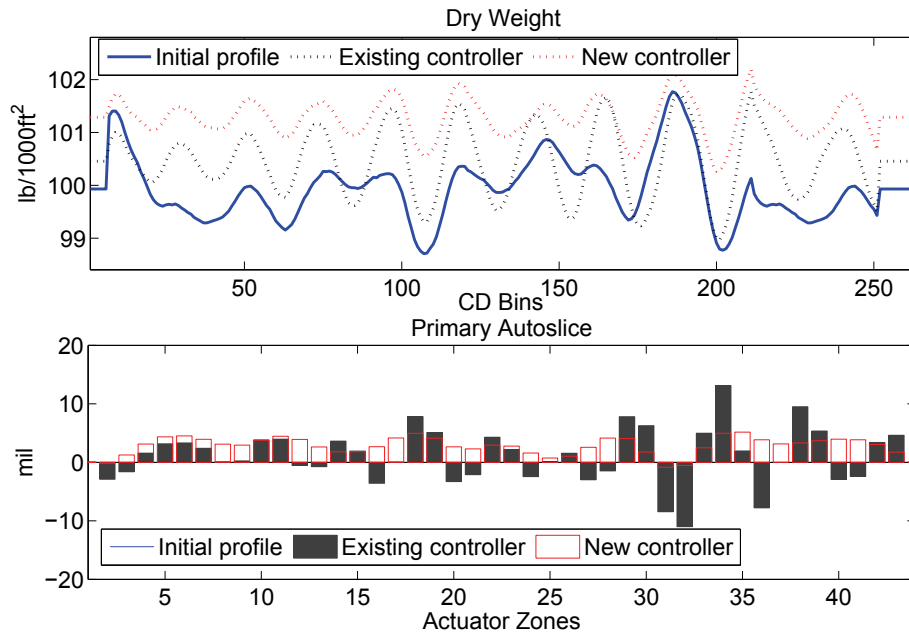 Dry Weight
Initial profile Existing controller New controller
lb/1000ft²
102
101
100
99
50 100 150 200 250
CD Bins
Primary Autoslice
mil
20
10
0
−10
−20
Initial profile Existing controller New controller
5 10 15 20 25 30 35 40
Actuator Zones